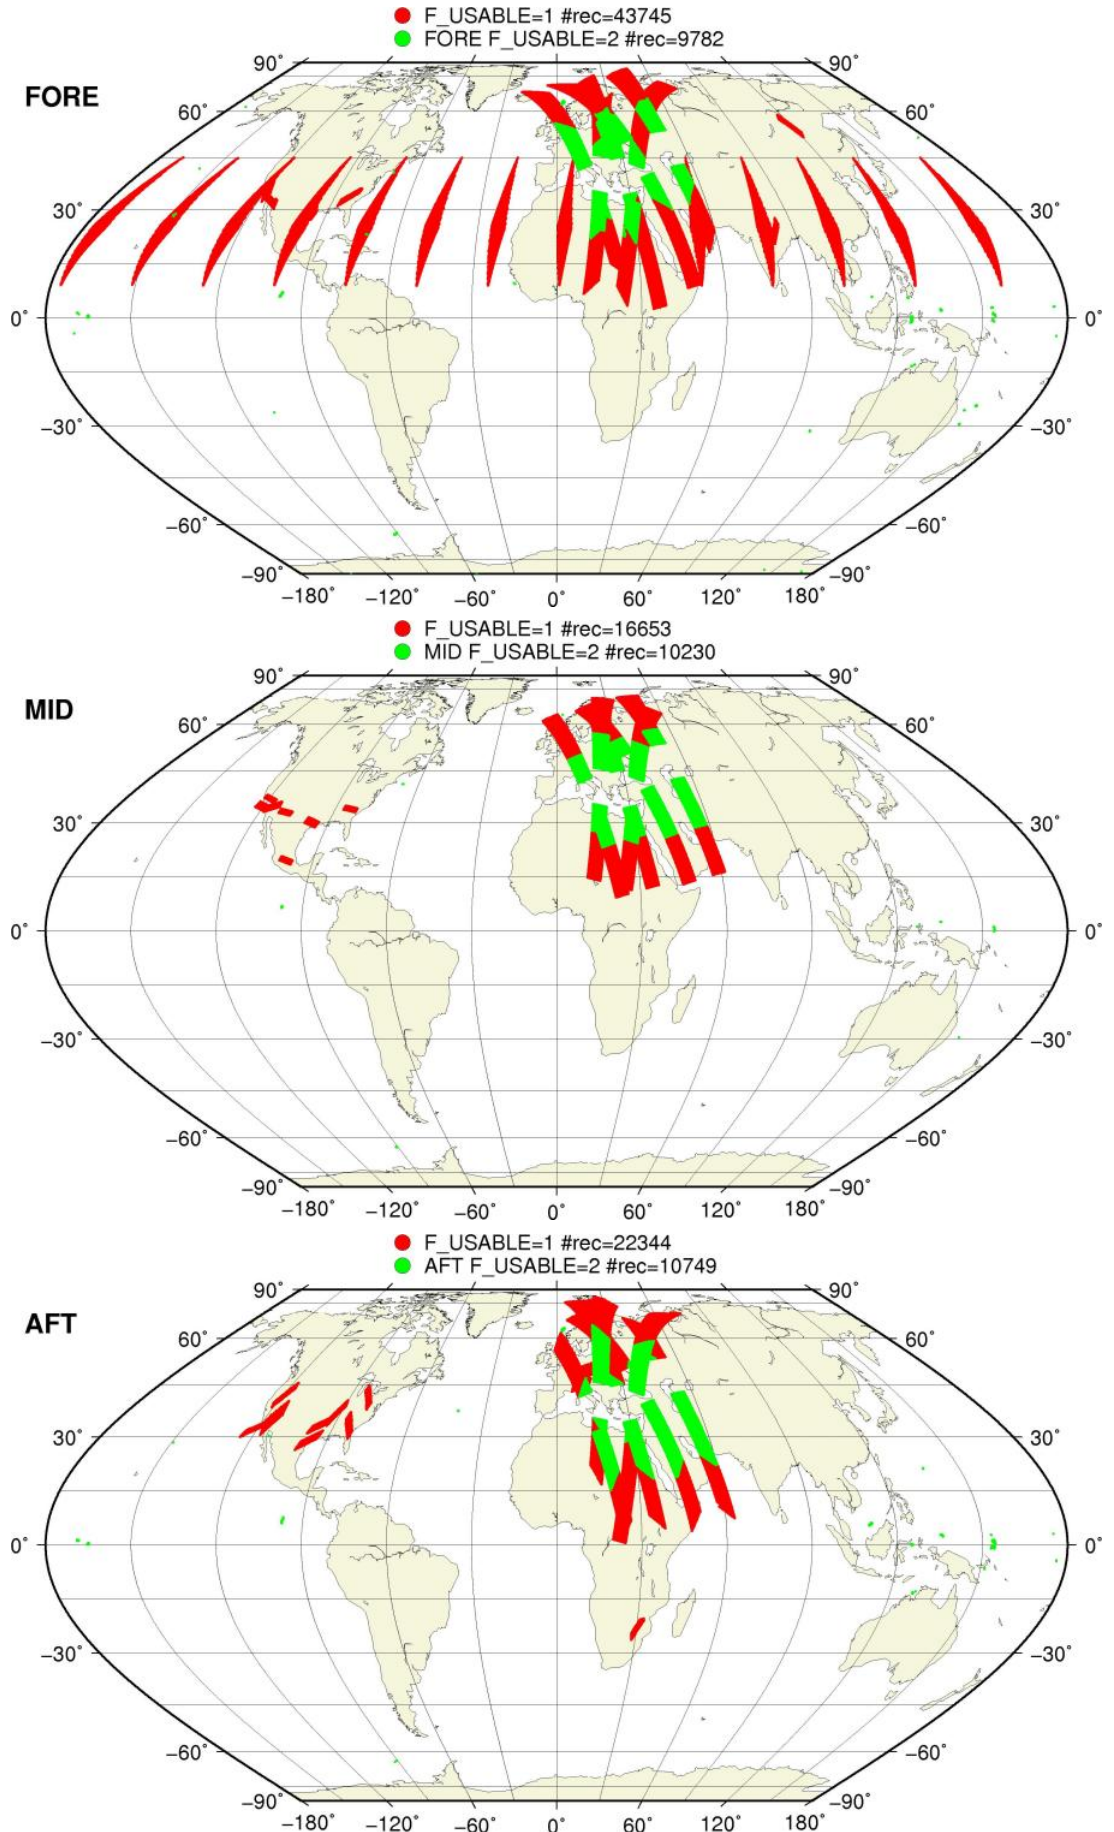 F_USABLE=1 #rec=43745
FORE F_USABLE=2 #rec=9782
FORE
90˚ 90˚
60˚ 60˚
30˚ 30˚
0˚ 0˚
−30˚ −30˚
−60˚ −60˚
−90˚ −90˚
−180˚ −120˚ −60˚ 0˚ 60˚ 120˚ 180˚
F_USABLE=1 #rec=16653
MID F_USABLE=2 #rec=10230
MID
90˚ 90˚
60˚ 60˚
30˚ 30˚
0˚ 0˚
−30˚ −30˚
−60˚ −60˚
−90˚ −90˚
−180˚ −120˚ −60˚ 0˚ 60˚ 120˚ 180˚
F_USABLE=1 #rec=22344
AFT F_USABLE=2 #rec=10749
AFT
90˚ 90˚
60˚ 60˚
30˚ 30˚
0˚ 0˚
−30˚ −30˚
−60˚ −60˚
−90˚ −90˚
−180˚ −120˚ −60˚ 0˚ 60˚ 120˚ 180˚